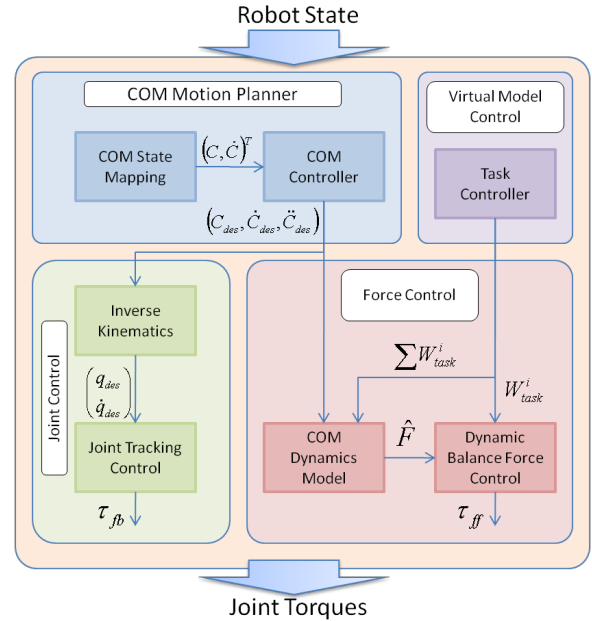 Robot State
COM Motion Planner
Virtual Model
Control
COM State
Mapping
(C, Ċ)ᵀ
COM
Controller
Task
Controller
(C_des, Ċ_des, C̈_des)
Force Control
Joint Control
Inverse
Kinematics
∑W^i_task
W^i_task
q_des
q̇_des
Joint Tracking
Control
COM
Dynamics
Model
F̂
Dynamic
Balance Force
Control
τ_fb
τ_ff
Joint Torques